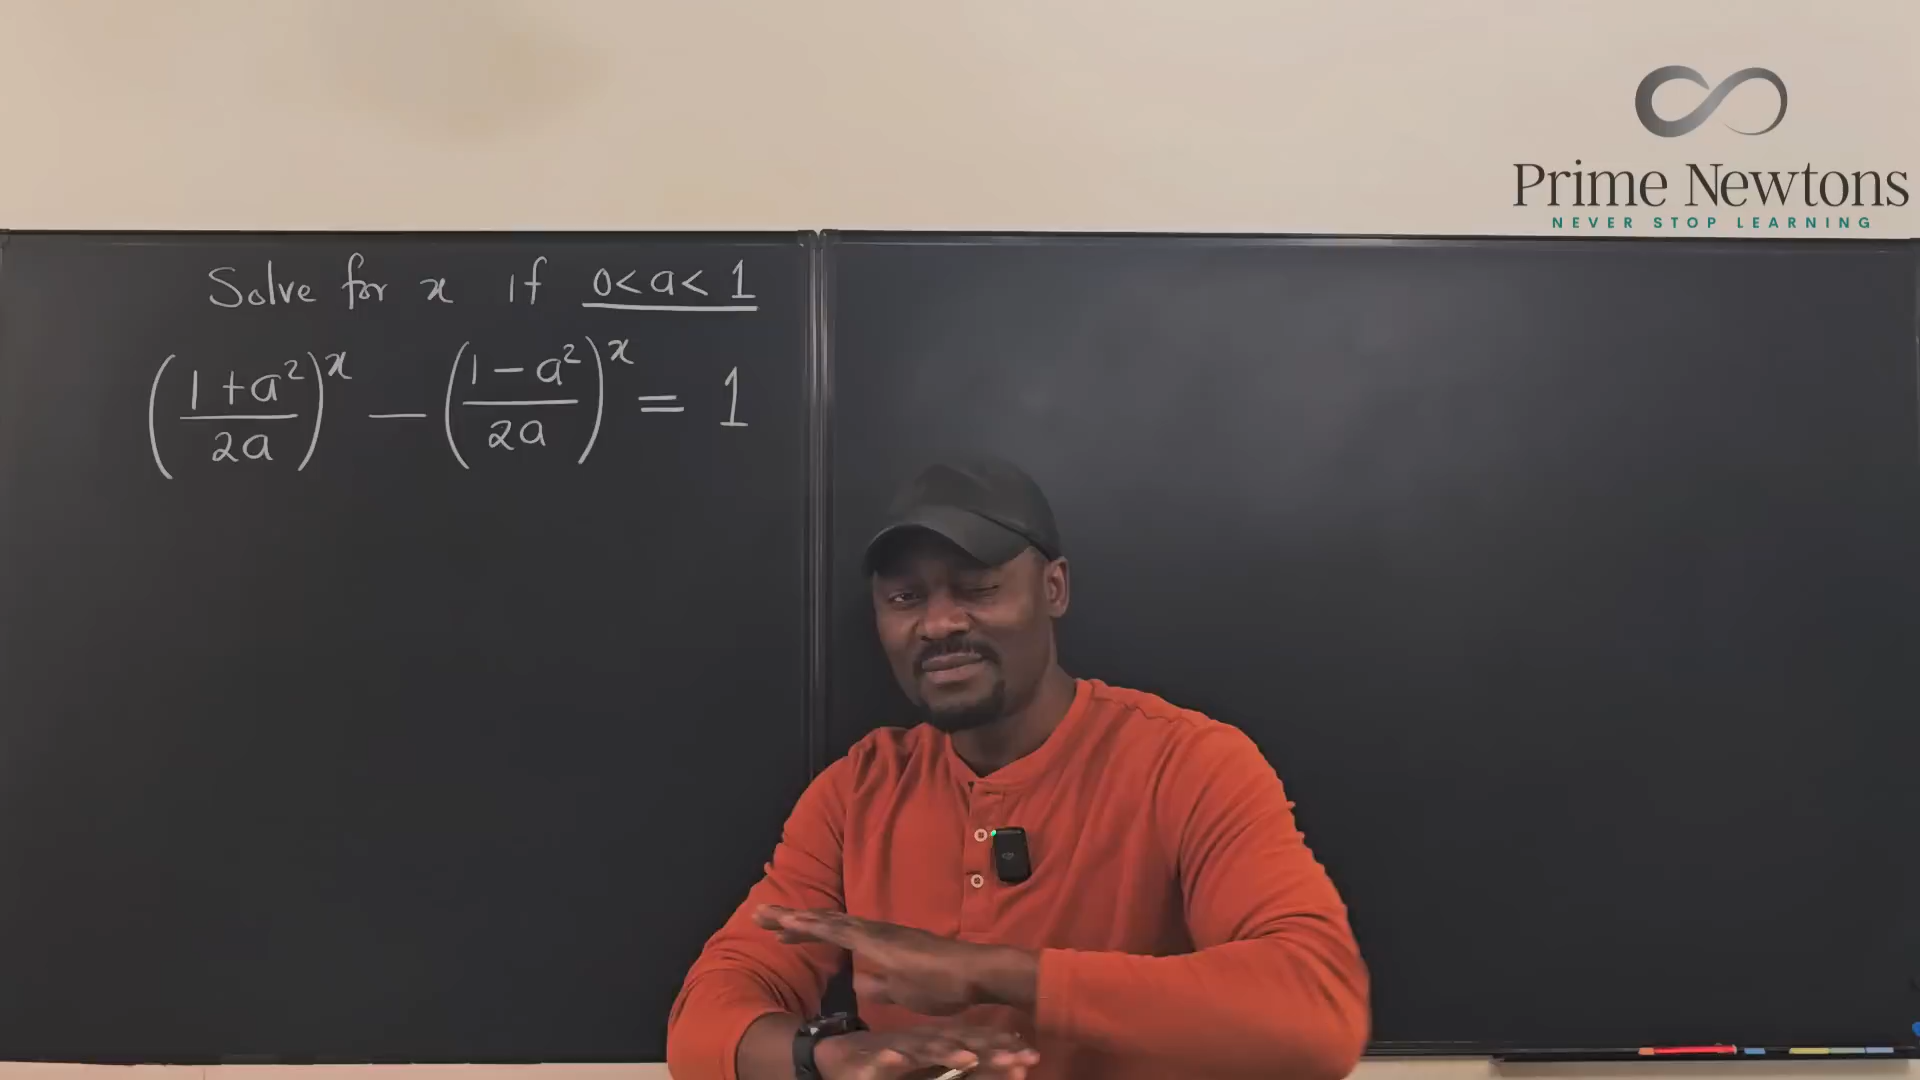 Prime Newtons
NEVER STOP LEARNING
Solve for x if 0<a<1
((1+a²)/2a)^x — ((1-a²)/2a)^x = 1